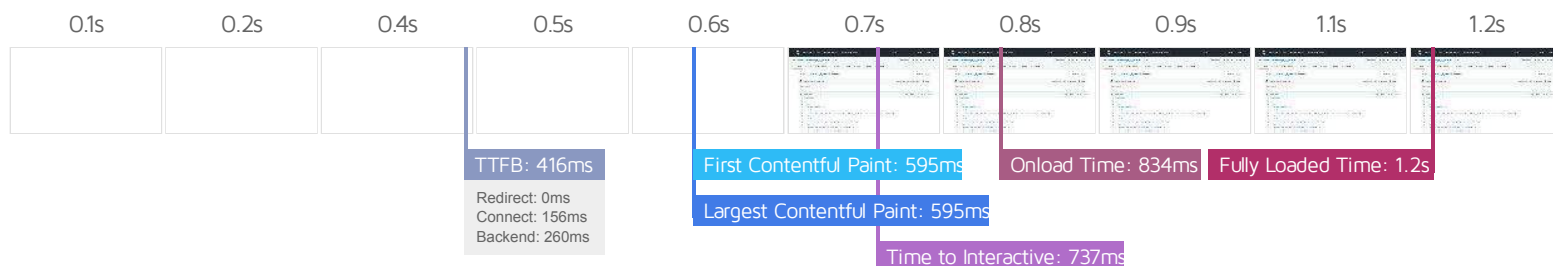 0.1s 0.2s 0.4s 0.5s 0.6s 0.7s 0.8s 0.9s 1.1s 1.2s
TTFB: 416ms
Redirect: 0ms
Connect: 156ms
Backend: 260ms
First Contentful Paint: 595ms
Largest Contentful Paint: 595ms
Time to Interactive: 737ms
Onload Time: 834ms
Fully Loaded Time: 1.2s